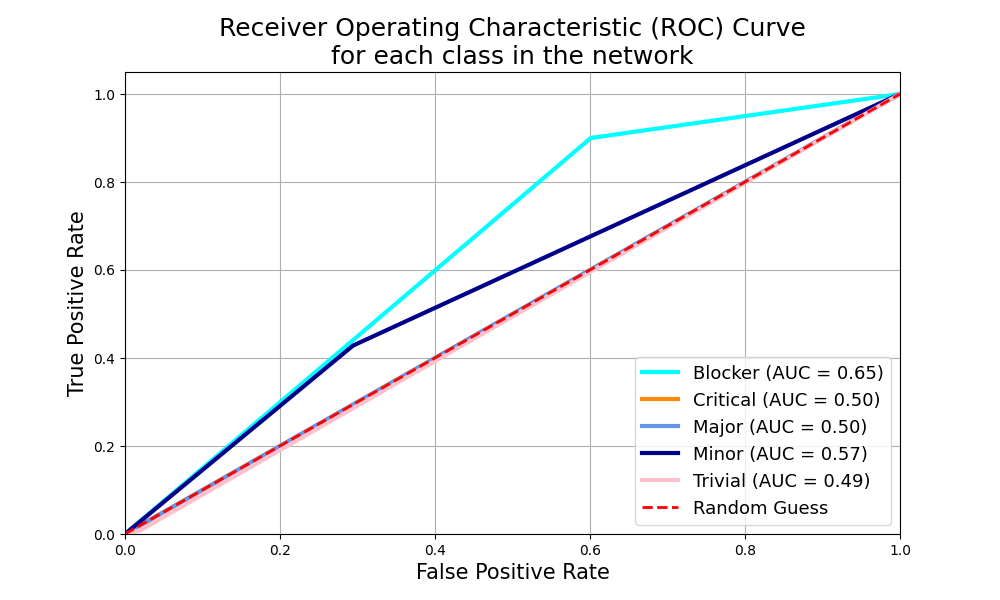 Receiver Operating Characteristic (ROC) Curve
for each class in the network
True Positive Rate
1.0
0.8
0.6
0.4
0.2
0.0
0.0 0.2 0.4 0.6 0.8 1.0
False Positive Rate
Blocker (AUC = 0.65)
Critical (AUC = 0.50)
Major (AUC = 0.50)
Minor (AUC = 0.57)
Trivial (AUC = 0.49)
Random Guess